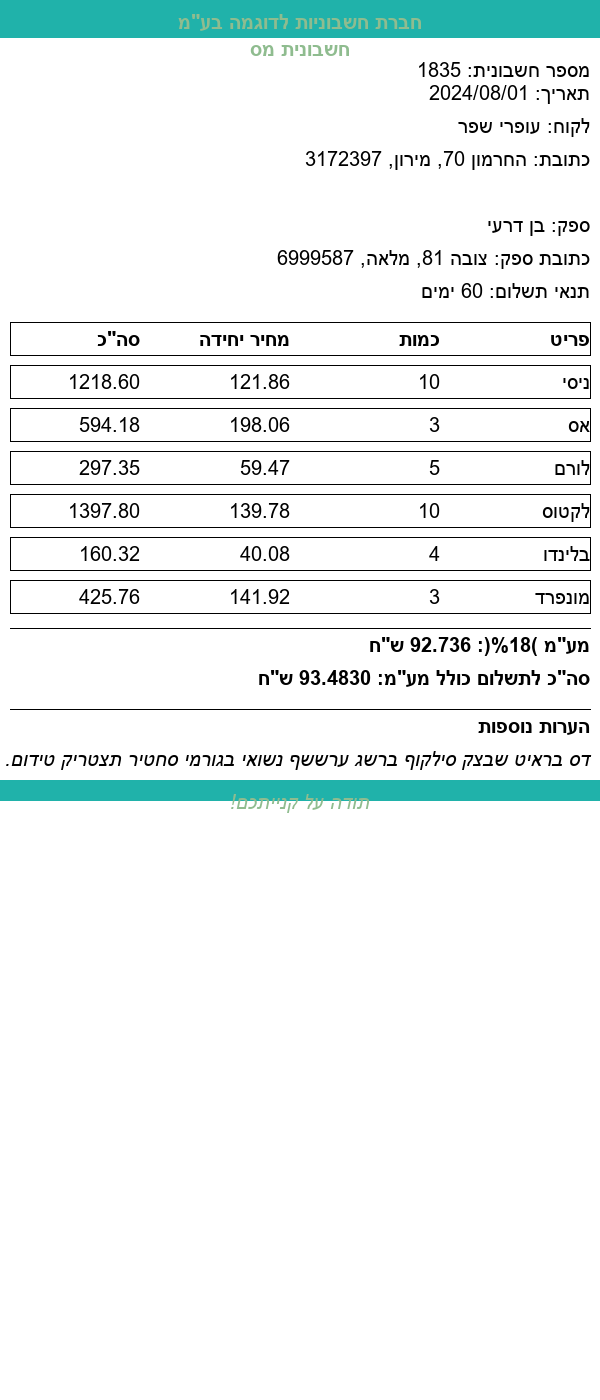 חברת חשבוניות לדוגמה בע"מ
חשבונית מס
מספר חשבונית: 1835
תאריך: 2024/08/01
לקוח: עופרי שפר
כתובת: החרמון 70, מירון, 3172397
ספק: בן דרעי
כתובת ספק: צובה 81, מלאה, 6999587
תנאי תשלום: 60 ימים
פריט כמות מחיר יחידה סה"כ
ניסי 10 121.86 1218.60
אס 3 198.06 594.18
לורם 5 59.47 297.35
לקטוס 10 139.78 1397.80
בלינדו 4 40.08 160.32
מונפרד 3 141.92 425.76
מע"מ )18%(: 92.736 ש"ח
סה"כ לתשלום כולל מע"מ: 93.4830 ש"ח
הערות נוספות
דס בראיט שבצק סילקוף ברשג ערששף נשואי בגורמי סחטיר תצטריק טידום.
תודה על קנייתכם!